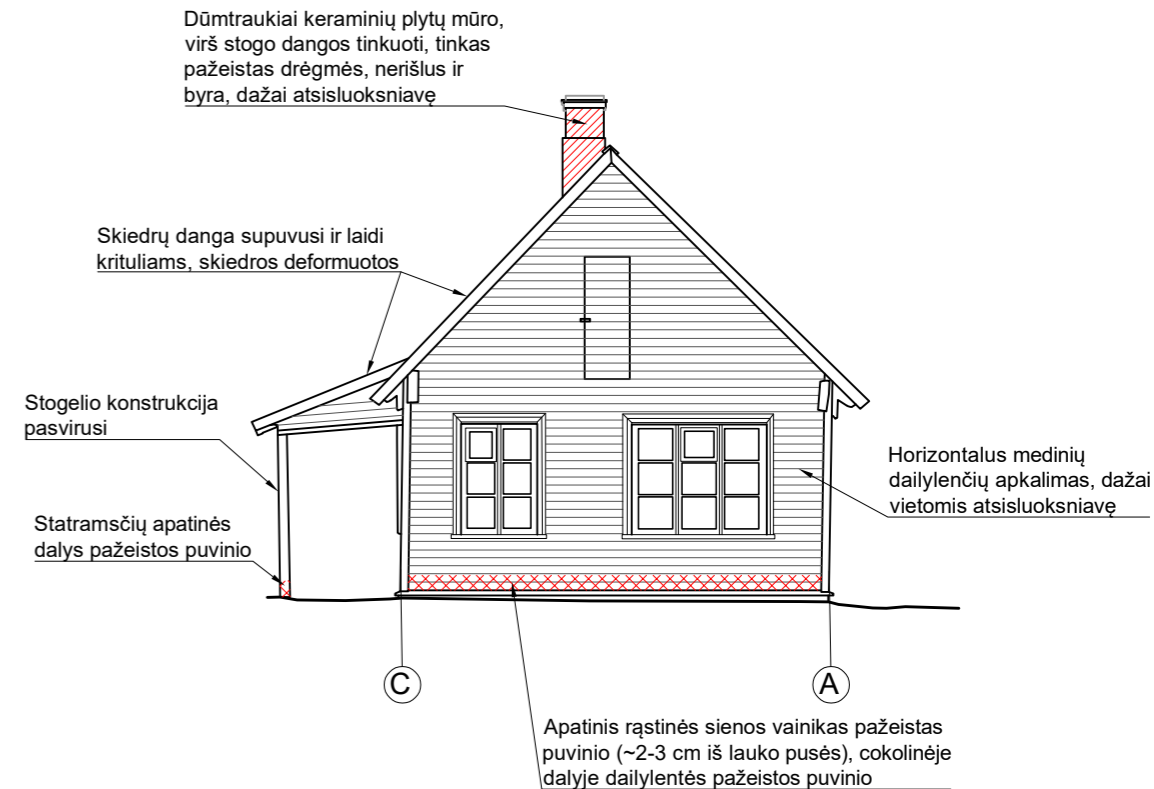 Dūmtraukiai keraminių plytų mūro,
virš stogo dangos tinkuoti, tinkas
pažeistas drėgmės, nerišlus ir
byra, dažai atsisluoksniavę
Skiedrų danga supuvusi ir laidi
krituliams, skiedros deformuotos
Stogelio konstrukcija
pasvirusi
Statramsčių apatinės
dalys pažeistos puvinio
Horizontalus medinių
dailylenčių apkalimas, dažai
vietomis atsisluoksniavę
C
A
Apatinis rąstinės sienos vainikas pažeistas
puvinio (~2-3 cm iš lauko pusės), cokolinėje
dalyje dailylentės pažeistos puvinio